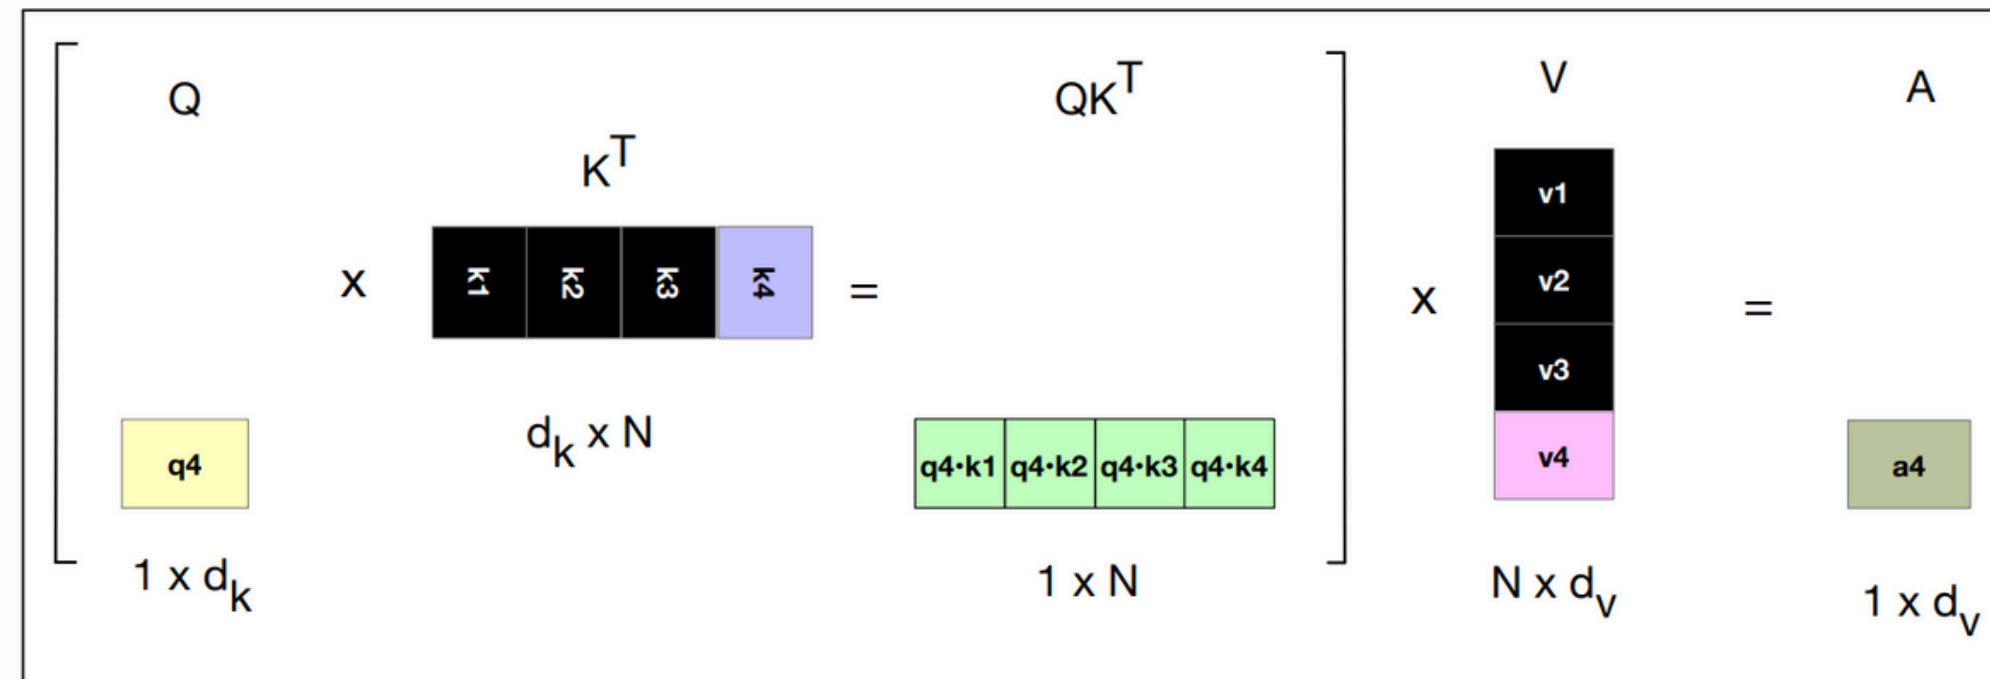 Q
K^T
QK^T
V
A
x
k1 k2 k3 k4
=
x
v1
v2
v3
v4
=
q4
d_k x N
q4·k1 q4·k2 q4·k3 q4·k4
a4
1 x d_k
1 x N
N x d_v
1 x d_v